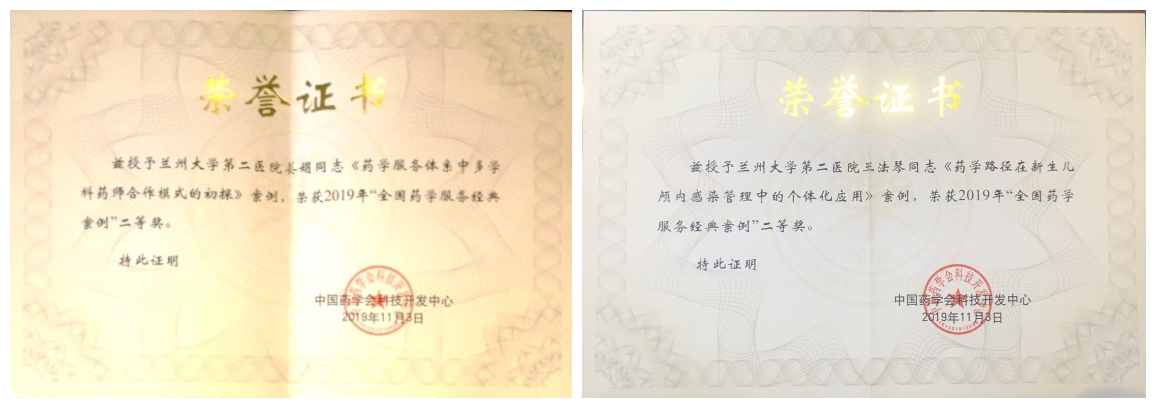 荣誉证书
兹授予兰州大学第二医院姜娟同志《药学服务体系中多学
科药师合作模式的初探》案例，荣获2019年“全国药学服务经典
案例”二等奖。
特此证明
中国药学会科技开发中心
2019年11月3日
荣誉证书
兹授予兰州大学第二医院兰法琴同志《药学路径在新生儿
颅内感染管理中的个体化应用》案例，荣获2019年“全国药学
服务经典案例”二等奖。
特此证明
中国药学会科技开发中心
2019年11月3日